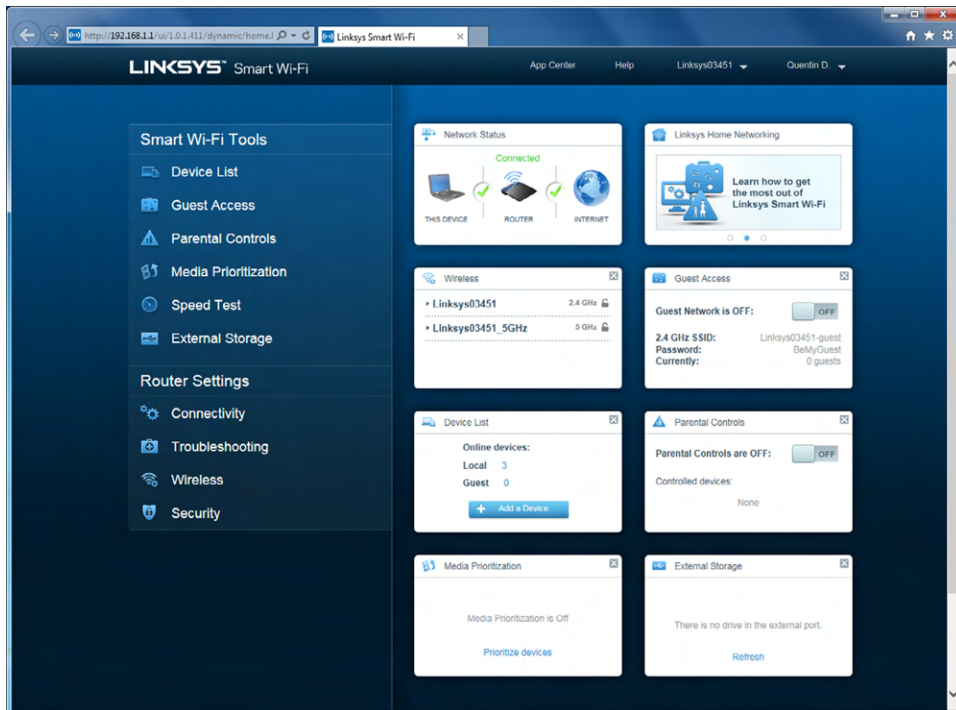 http://192.168.1.1/ui/1.0.1.411/dynamic/home.l
Linksys Smart Wi-Fi
LINKSYS Smart Wi-Fi
App Center
Help
Linksys03451
Quentin D.
Smart Wi-Fi Tools
Device List
Guest Access
Parental Controls
Media Prioritization
Speed Test
External Storage
Router Settings
Connectivity
Troubleshooting
Wireless
Security
Network Status
Connected
THIS DEVICE
ROUTER
INTERNET
Linksys Home Networking
Learn how to get
the most out of
Linksys Smart Wi-Fi
Wireless
Linksys03451 2.4 GHz
Linksys03451_5GHz 5 GHz
Guest Access
Guest Network is OFF: OFF
2.4 GHz SSID: Linksys03451-guest
Password: BeMyGuest
Currently: 0 guests
Device List
Online devices:
Local 3
Guest 0
Add a Device
Parental Controls
Parental Controls are OFF: OFF
Controlled devices:
None
Media Prioritization
Media Prioritization is Off
Prioritize devices
External Storage
There is no drive in the external port.
Refresh